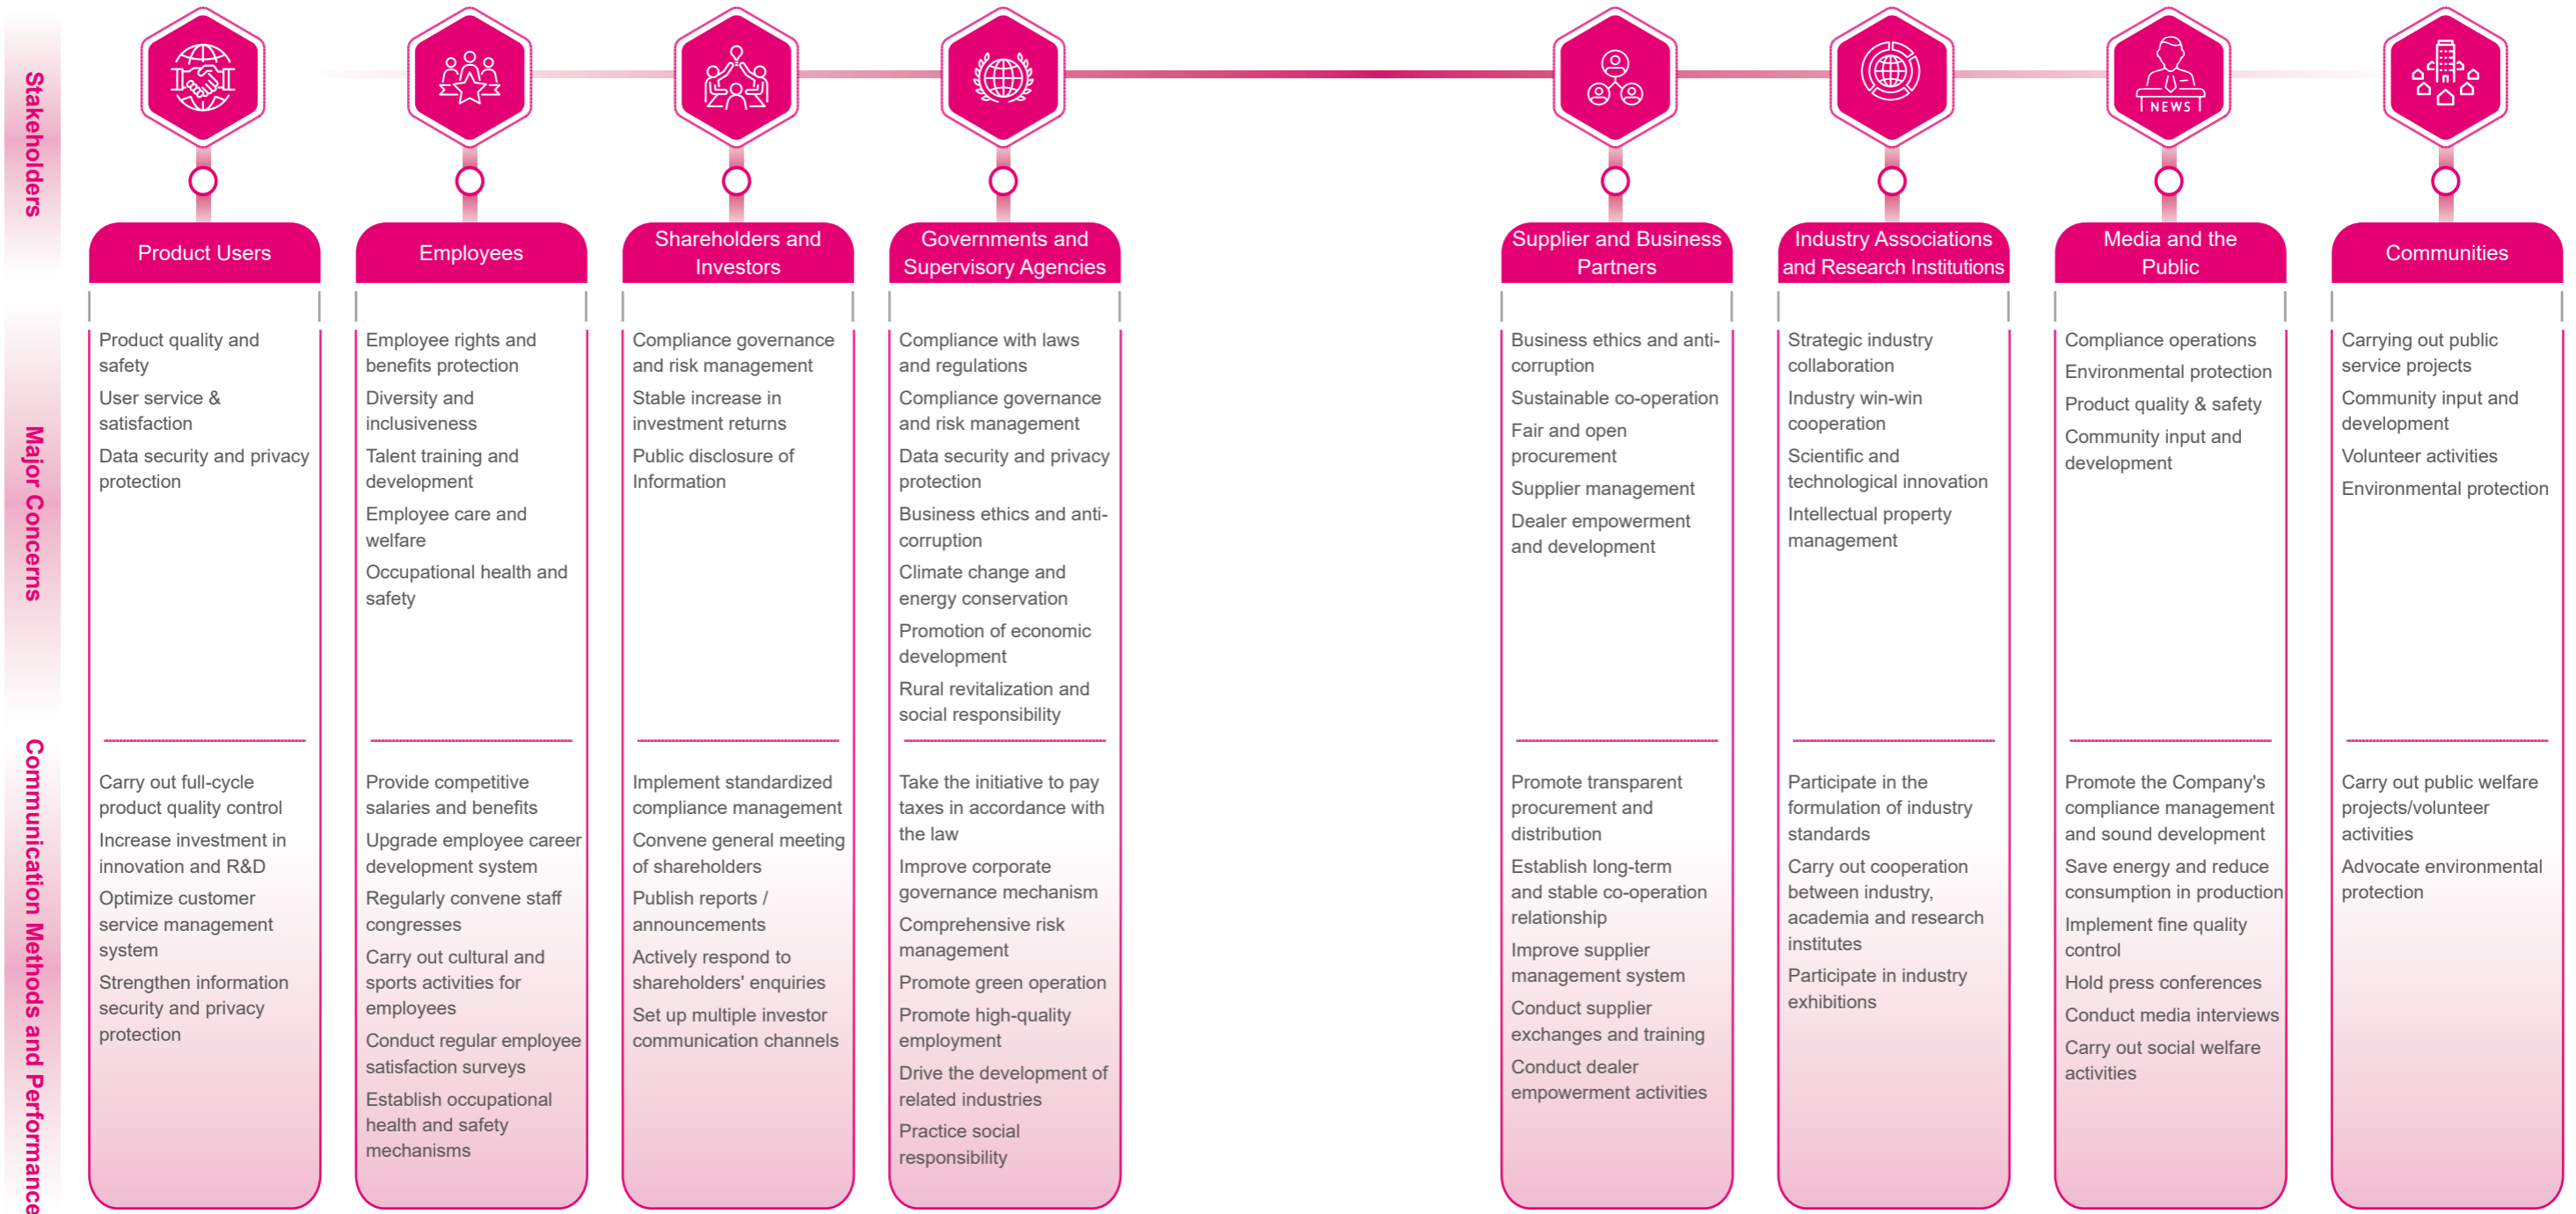 Stakeholders
NEWS
Product Users
Employees
Shareholders and
Investors
Governments and
Supervisory Agencies
Supplier and Business
Partners
Industry Associations
and Research Institutions
Media and the
Public
Communities
Major Concerns
Product quality and
safety
User service &
satisfaction
Data security and privacy
protection
Employee rights and
benefits protection
Diversity and
inclusiveness
Talent training and
development
Employee care and
welfare
Occupational health and
safety
Compliance governance
and risk management
Stable increase in
investment returns
Public disclosure of
Information
Compliance with laws
and regulations
Compliance governance
and risk management
Data security and privacy
protection
Business ethics and anti-
corruption
Climate change and
energy conservation
Promotion of economic
development
Rural revitalization and
social responsibility
Business ethics and anti-
corruption
Sustainable co-operation
Fair and open
procurement
Supplier management
Dealer empowerment
and development
Strategic industry
collaboration
Industry win-win
cooperation
Scientific and
technological innovation
Intellectual property
management
Compliance operations
Environmental protection
Product quality & safety
Community input and
development
Carrying out public
service projects
Community input and
development
Volunteer activities
Environmental protection
Communication Methods and Performance
Carry out full-cycle
product quality control
Increase investment in
innovation and R&D
Optimize customer
service management
system
Strengthen information
security and privacy
protection
Provide competitive
salaries and benefits
Upgrade employee career
development system
Regularly convene staff
congresses
Carry out cultural and
sports activities for
employees
Conduct regular employee
satisfaction surveys
Establish occupational
health and safety
mechanisms
Implement standardized
compliance management
Convene general meeting
of shareholders
Publish reports /
announcements
Actively respond to
shareholders' enquiries
Set up multiple investor
communication channels
Take the initiative to pay
taxes in accordance with
the law
Improve corporate
governance mechanism
Comprehensive risk
management
Promote green operation
Promote high-quality
employment
Drive the development of
related industries
Practice social
responsibility
Promote transparent
procurement and
distribution
Establish long-term
and stable co-operation
relationship
Improve supplier
management system
Conduct supplier
exchanges and training
Conduct dealer
empowerment activities
Participate in the
formulation of industry
standards
Carry out cooperation
between industry,
academia and research
institutes
Participate in industry
exhibitions
Promote the Company's
compliance management
and sound development
Save energy and reduce
consumption in production
Implement fine quality
control
Hold press conferences
Conduct media interviews
Carry out social welfare
activities
Carry out public welfare
projects/volunteer
activities
Advocate environmental
protection